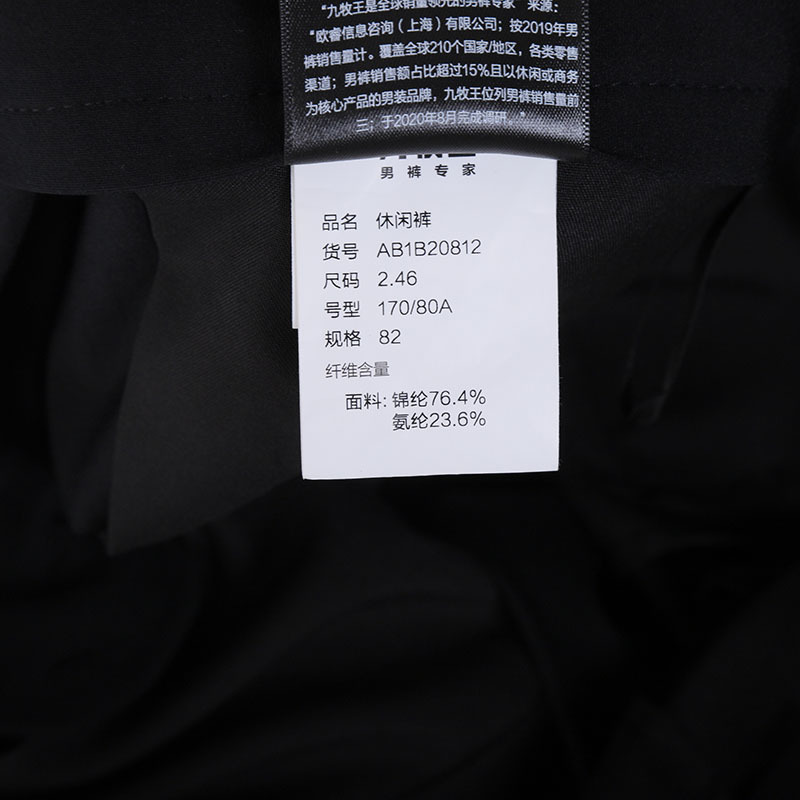 “九牧王是全球销量领先的男裤专家” 来源：
“欧睿信息咨询（上海）有限公司；按2019年男
裤销售量计。覆盖全球210个国家/地区，各类零售
渠道；男裤销售额占比超过15%且以休闲或商务
为核心产品的男装品牌，九牧王位列男裤销售量前
三；于2020年8月完成调研。”
男裤专家
品名 休闲裤
货号 AB1B20812
尺码 2.46
号型 170/80A
规格 82
纤维含量
面料: 锦纶76.4%
氨纶23.6%